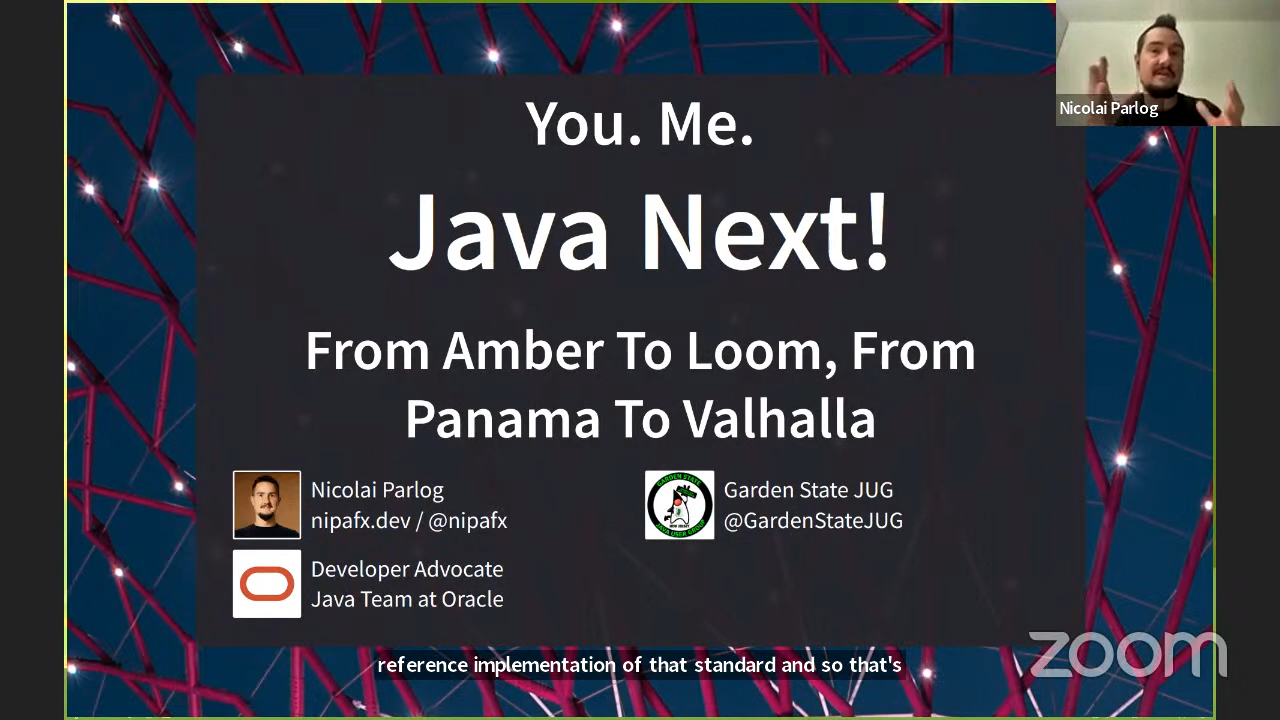 You. Me.
Java Next!
From Amber To Loom, From
Panama To Valhalla
Nicolai Parlog
nipafx.dev / @nipafx
Developer Advocate
Java Team at Oracle
Garden State JUG
@GardenStateJUG
GARDEN STATE
Nicolai Parlog
reference implementation of that standard and so that's
zoom